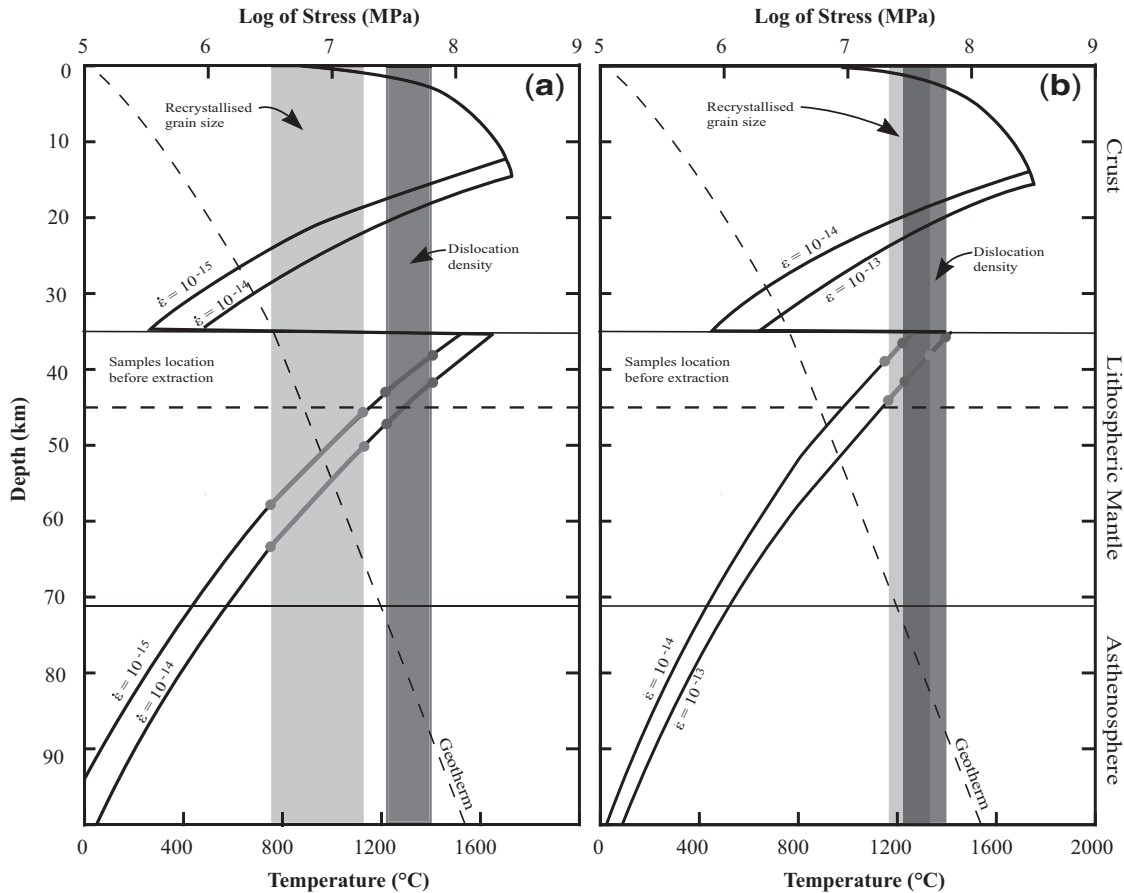 Log of Stress (MPa)
Log of Stress (MPa)
5 6 7 8 9
5 6 7 8 9
(a)
(b)
0
10
20
30
40
50
60
70
80
90
Depth (km)
Recrystallised
grain size
Dislocation
density
ε̇ = 10⁻¹⁵
ε̇ = 10⁻¹⁴
Samples location
before extraction
ε̇ = 10⁻¹⁵
ε̇ = 10⁻¹⁴
Geotherm
Recrystallised
grain size
Dislocation
density
ε = 10⁻¹⁴
ε = 10⁻¹³
Samples location
before extraction
ε = 10⁻¹⁴
ε = 10⁻¹³
Geotherm
Crust
Lithospheric Mantle
Asthenosphere
0 400 800 1200 1600
0 400 800 1200 1600 2000
Temperature (°C)
Temperature (°C)